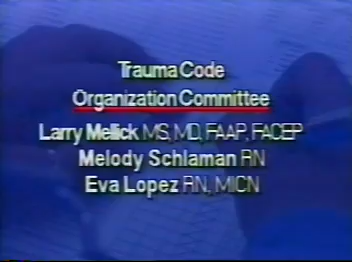 Trauma Code
Organization Committee
Larry Mellick MS, MD, FAAP, FACEP
Melody Schlaman RN
Eva Lopez RN, MICN